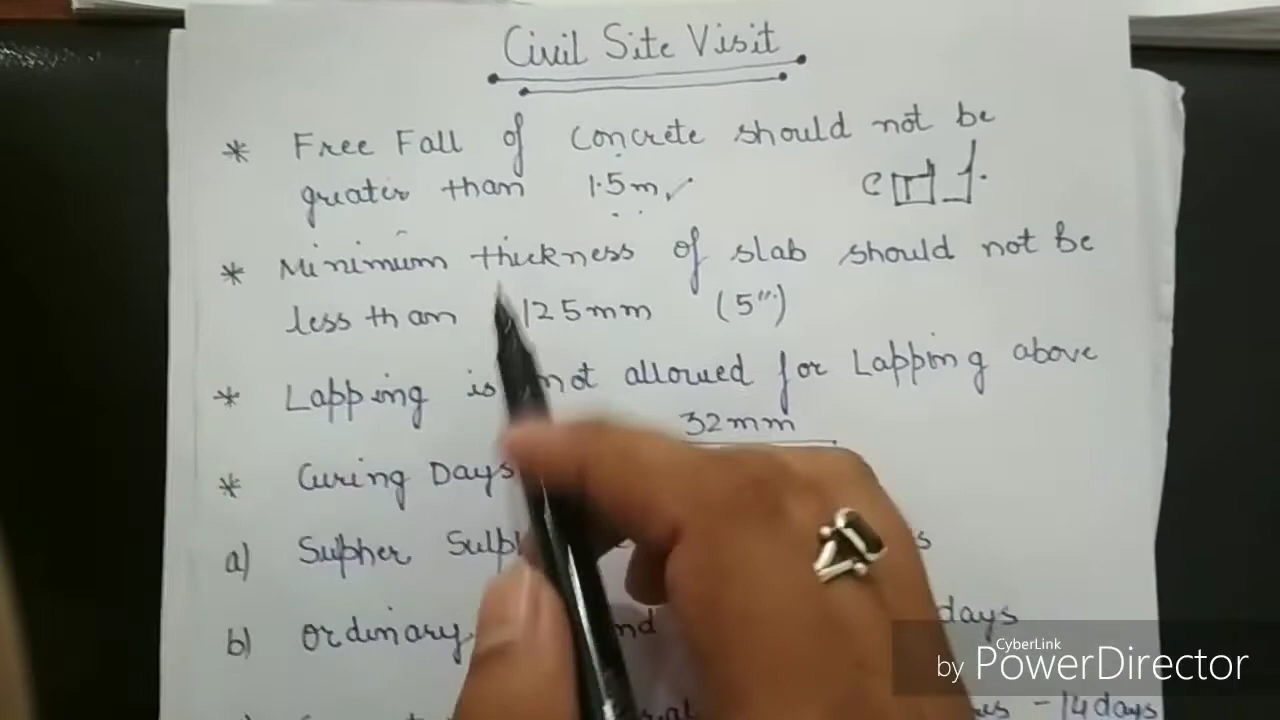 Civil Site Visit
* Free Fall of concrete should not be
greater than 1.5m ✓
* Minimum thickness of slab should not be
less than 125mm (5")
* Lapping is not allowed for Lapping above
32mm
* Curing Days
a) Supher
b) Ordinary days
- 14 days
CyberLink
by PowerDirector